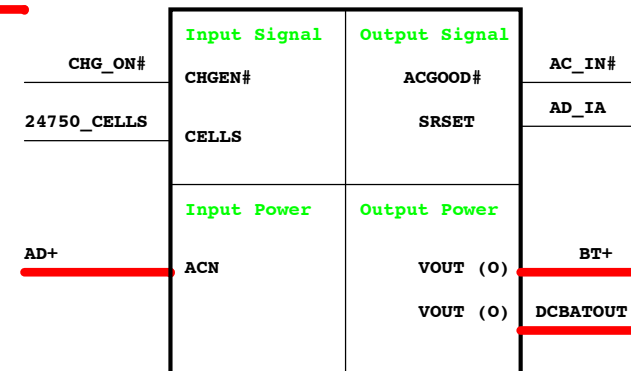 Input Signal Output Signal
CHG_ON# CHGEN# ACGOOD# AC_IN#
24750_CELLS CELLS SRSET AD_IA
Input Power Output Power
AD+ ACN VOUT (O) BT+
VOUT (O) DCBATOUT